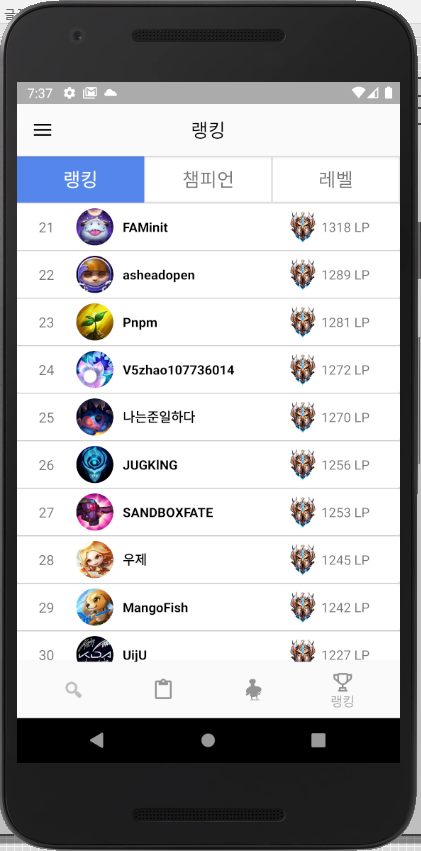 7:37
랭킹
랭킹 챔피언 레벨
21 FAMinit 1318 LP
22 asheadopen 1289 LP
23 Pnpm 1281 LP
24 V5zhao107736014 1272 LP
25 나는준일하다 1270 LP
26 JUGKlNG 1256 LP
27 SANDBOXFATE 1253 LP
28 우제 1245 LP
29 MangoFish 1242 LP
30 UijU 1227 LP
랭킹